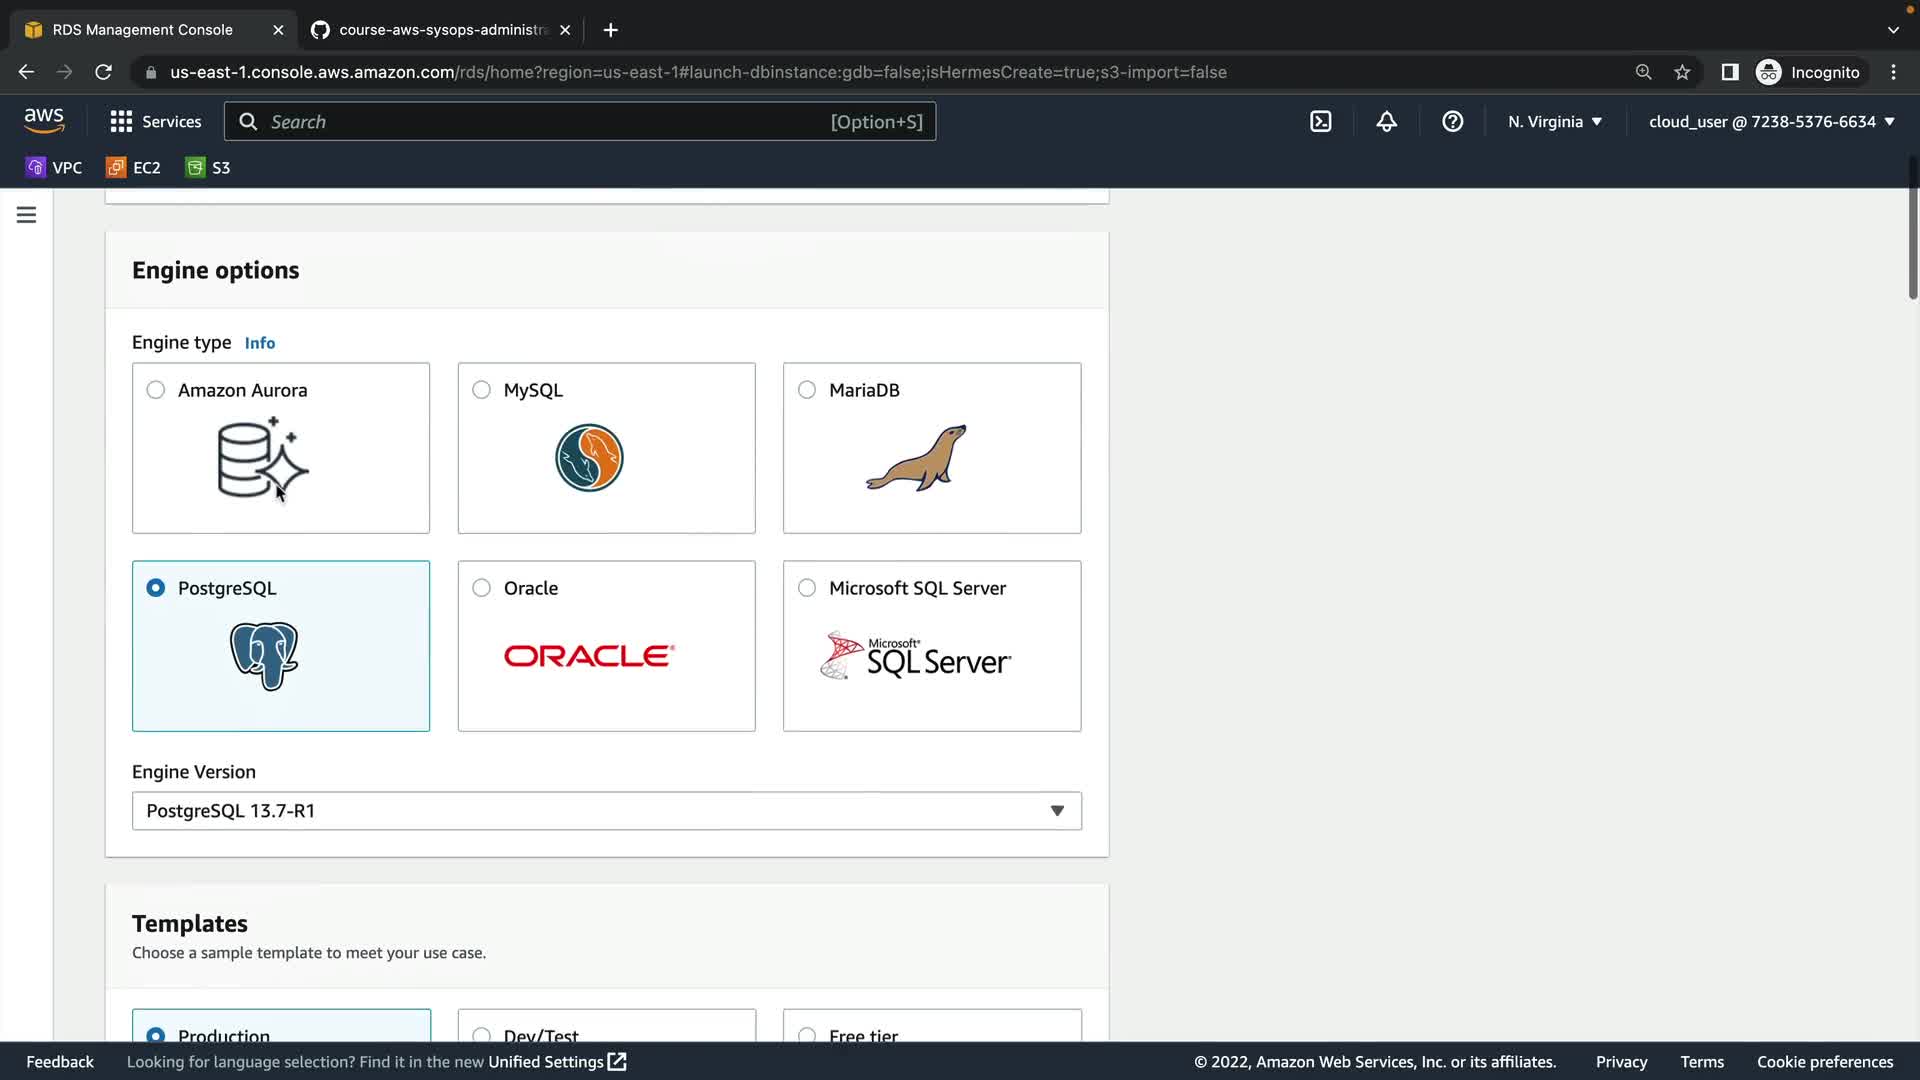 RDS Management Console
course-aws-sysops-administra
us-east-1.console.aws.amazon.com/rds/home?region=us-east-1#launch-dbinstance:gdb=false;isHermesCreate=true;s3-import=false
Incognito
aws
Services
Search
[Option+S]
N. Virginia
cloud_user @ 7238-5376-6634
VPC
EC2
S3
Engine options
Engine type Info
Amazon Aurora
MySQL
MariaDB
PostgreSQL
Oracle
ORACLE
Microsoft SQL Server
Microsoft
SQL Server
Engine Version
PostgreSQL 13.7-R1
Templates
Choose a sample template to meet your use case.
Production
Dev/Test
Free tier
Feedback
Looking for language selection? Find it in the new Unified Settings
© 2022, Amazon Web Services, Inc. or its affiliates.
Privacy
Terms
Cookie preferences